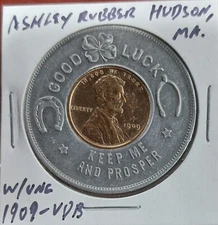 ASHLEY RUBBER HUDSON,
MA.
GOOD LUCK
IN GOD WE TRUST
LIBERTY
1909
KEEP ME
AND PROSPER
W/UNC
1909-VDB